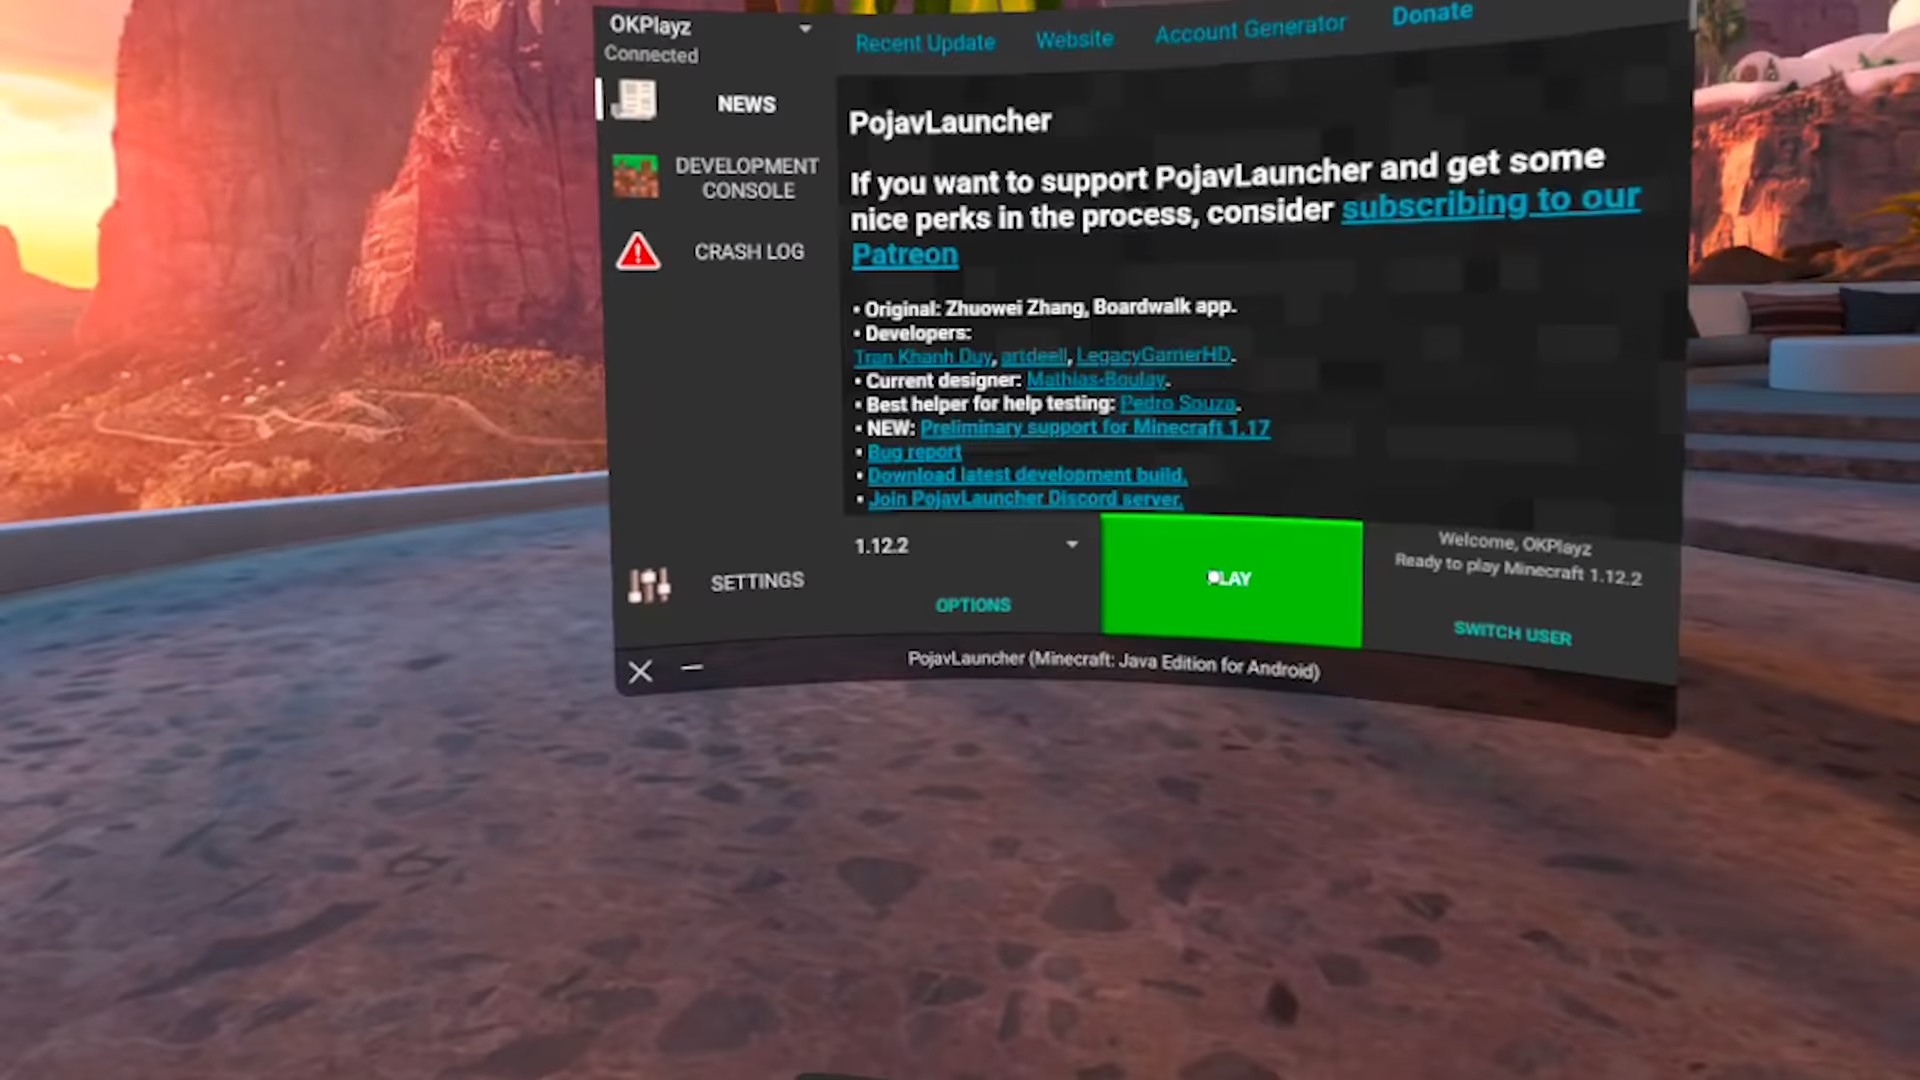 OKPlayz
Connected
Recent Update
Website
Account Generator
Donate
NEWS
DEVELOPMENT
CONSOLE
CRASH LOG
SETTINGS
PojavLauncher
If you want to support PojavLauncher and get some
nice perks in the process, consider subscribing to our
Patreon
• Original: Zhuowei Zhang, Boardwalk app.
• Developers:
Tran Khanh Duy, artdeell, LegacyGamerHD.
• Current designer: Mathias-Boulay.
• Best helper for help testing: Pedro Souza.
• NEW: Preliminary support for Minecraft 1.17
• Bug report
• Download latest development build.
• Join PojavLauncher Discord server.
1.12.2
OPTIONS
PLAY
Welcome, OKPlayz
Ready to play Minecraft 1.12.2
SWITCH USER
PojavLauncher (Minecraft: Java Edition for Android)